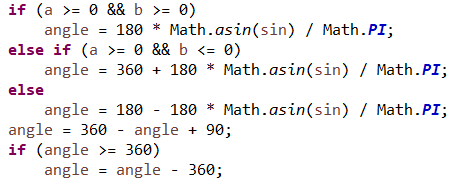 if (a >= 0 && b >= 0)
    angle = 180 * Math.asin(sin) / Math.PI;
else if (a >= 0 && b <= 0)
    angle = 360 + 180 * Math.asin(sin) / Math.PI;
else
    angle = 180 - 180 * Math.asin(sin) / Math.PI;
angle = 360 - angle + 90;
if (angle >= 360)
    angle = angle - 360;